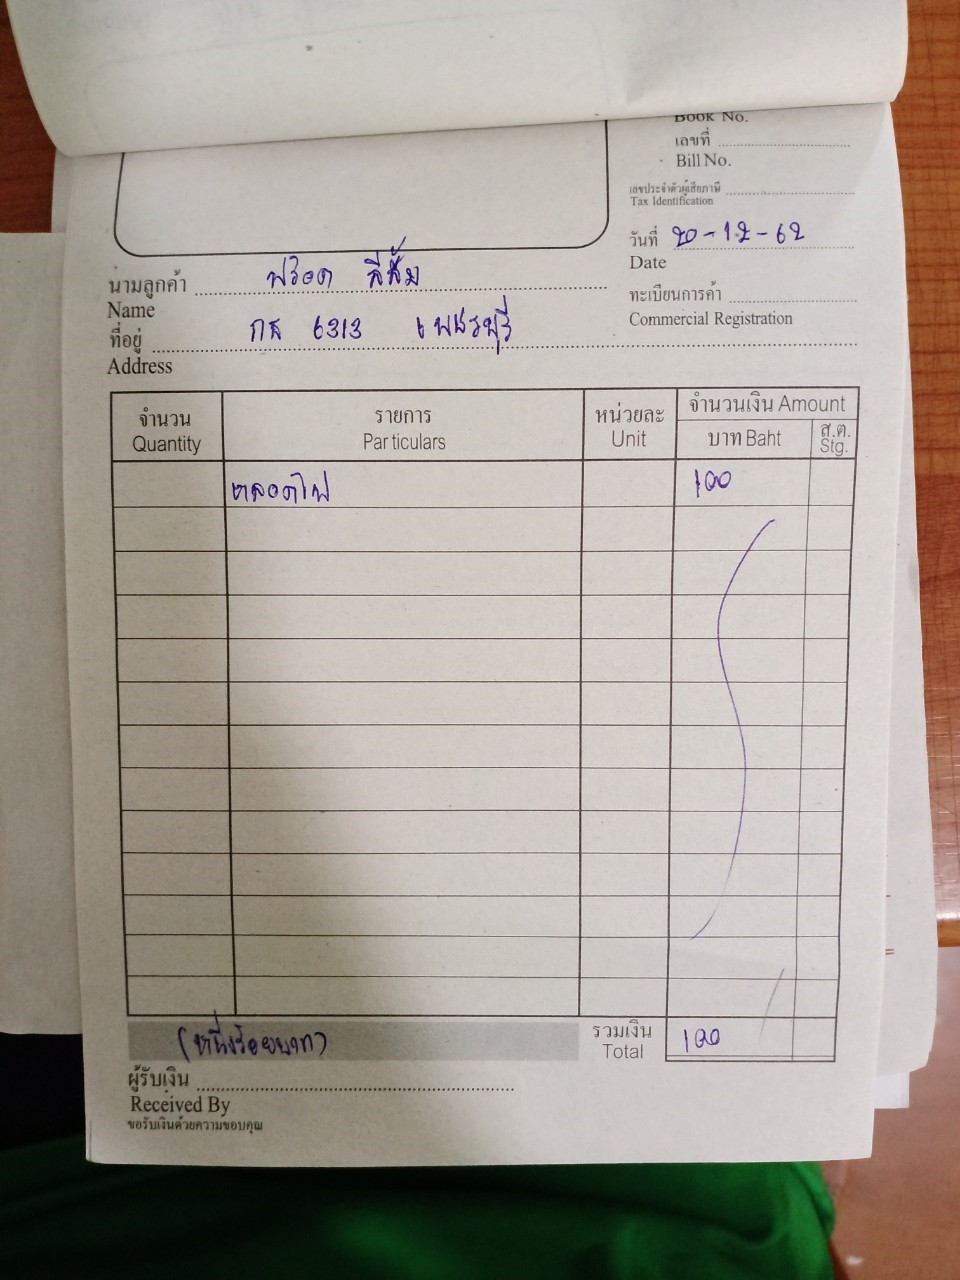 Book No.
เลขที่
Bill No.
เลขประจำตัวผู้เสียภาษี
Tax Identification
วันที่ 20-12-62
Date
นามลูกค้า ฟร้อด สีส้ม
Name
ทะเบียนการค้า
Commercial Registration
ที่อยู่ กธ 6313 เพชรบุรี
Address
จำนวน รายการ หน่วยละ จำนวนเงิน Amount
Quantity Particulars Unit บาท Baht ส.ต. Stg.
หลอดไฟ 100
(หนึ่งร้อยบาท) รวมเงิน 100
Total
ผู้รับเงิน
Received By
ขอรับเงินด้วยความขอบคุณ